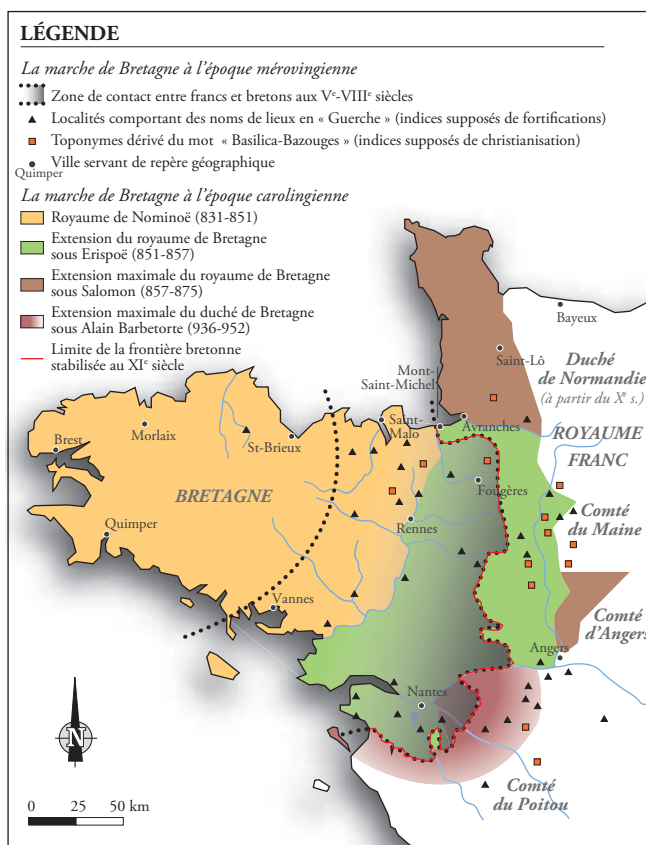 LÉGENDE
La marche de Bretagne à l'époque mérovingienne
Zone de contact entre francs et bretons aux Vᵉ-VIIIᵉ siècles
Localités comportant des noms de lieux en « Guerche » (indices supposés de fortifications)
Toponymes dérivé du mot « Basilica-Bazouges » (indices supposés de christianisation)
Ville servant de repère géographique
Quimper
La marche de Bretagne à l'époque carolingienne
Royaume de Nominoë (831-851)
Extension du royaume de Bretagne
sous Erispoë (851-857)
Extension maximale du royaume de Bretagne
sous Salomon (857-875)
Extension maximale du duché de Bretagne
sous Alain Barbetorte (936-952)
Limite de la frontière bretonne
stabilisée au XIᵉ siècle
Bayeux
Saint-Lô
Mont-
Saint-Michel
Duché
de Normandie
(à partir du Xᵉ s.)
Avranches
Saint-
Malo
ROYAUME
FRANC
Brest
Morlaix
St-Brieux
Fougères
BRETAGNE
Rennes
Comté
du Maine
Quimper
Vannes
Comté
d'Angers
Angers
Nantes
N
Comté
du Poitou
0 25 50 km